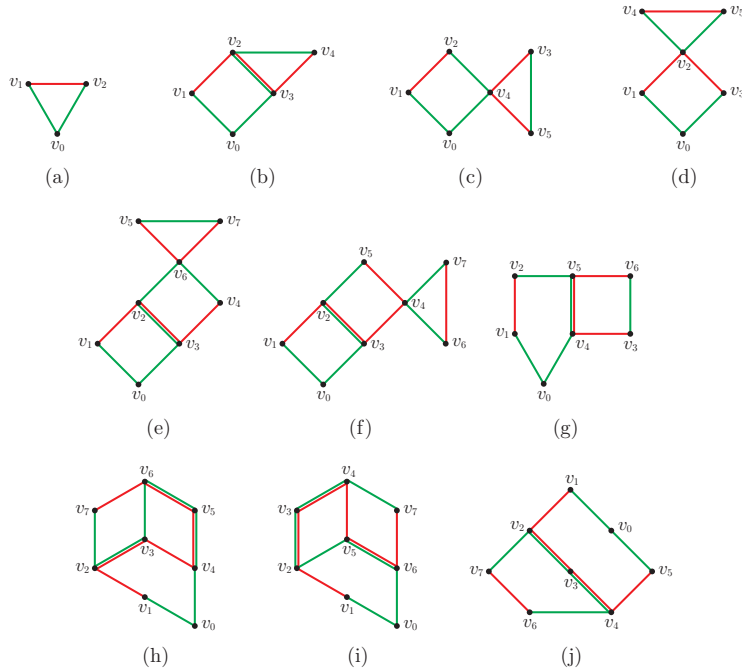 v1 v2
v0
(a)
v2 v4
v1 v3
v0
(b)
v2 v3
v1 v4
v0 v5
(c)
v4 v5
v2
v1 v3
v0
(d)
v5 v7
v6
v2 v4
v1 v3
v0
(e)
v5 v7
v2 v4
v1 v3 v6
v0
(f)
v2 v5 v6
v1 v4 v3
v0
(g)
v6
v7 v5
v3
v2 v4
v1
v0
(h)
v4
v3 v7
v5
v2 v6
v1
v0
(i)
v1
v2 v0
v7 v3 v5
v6 v4
(j)